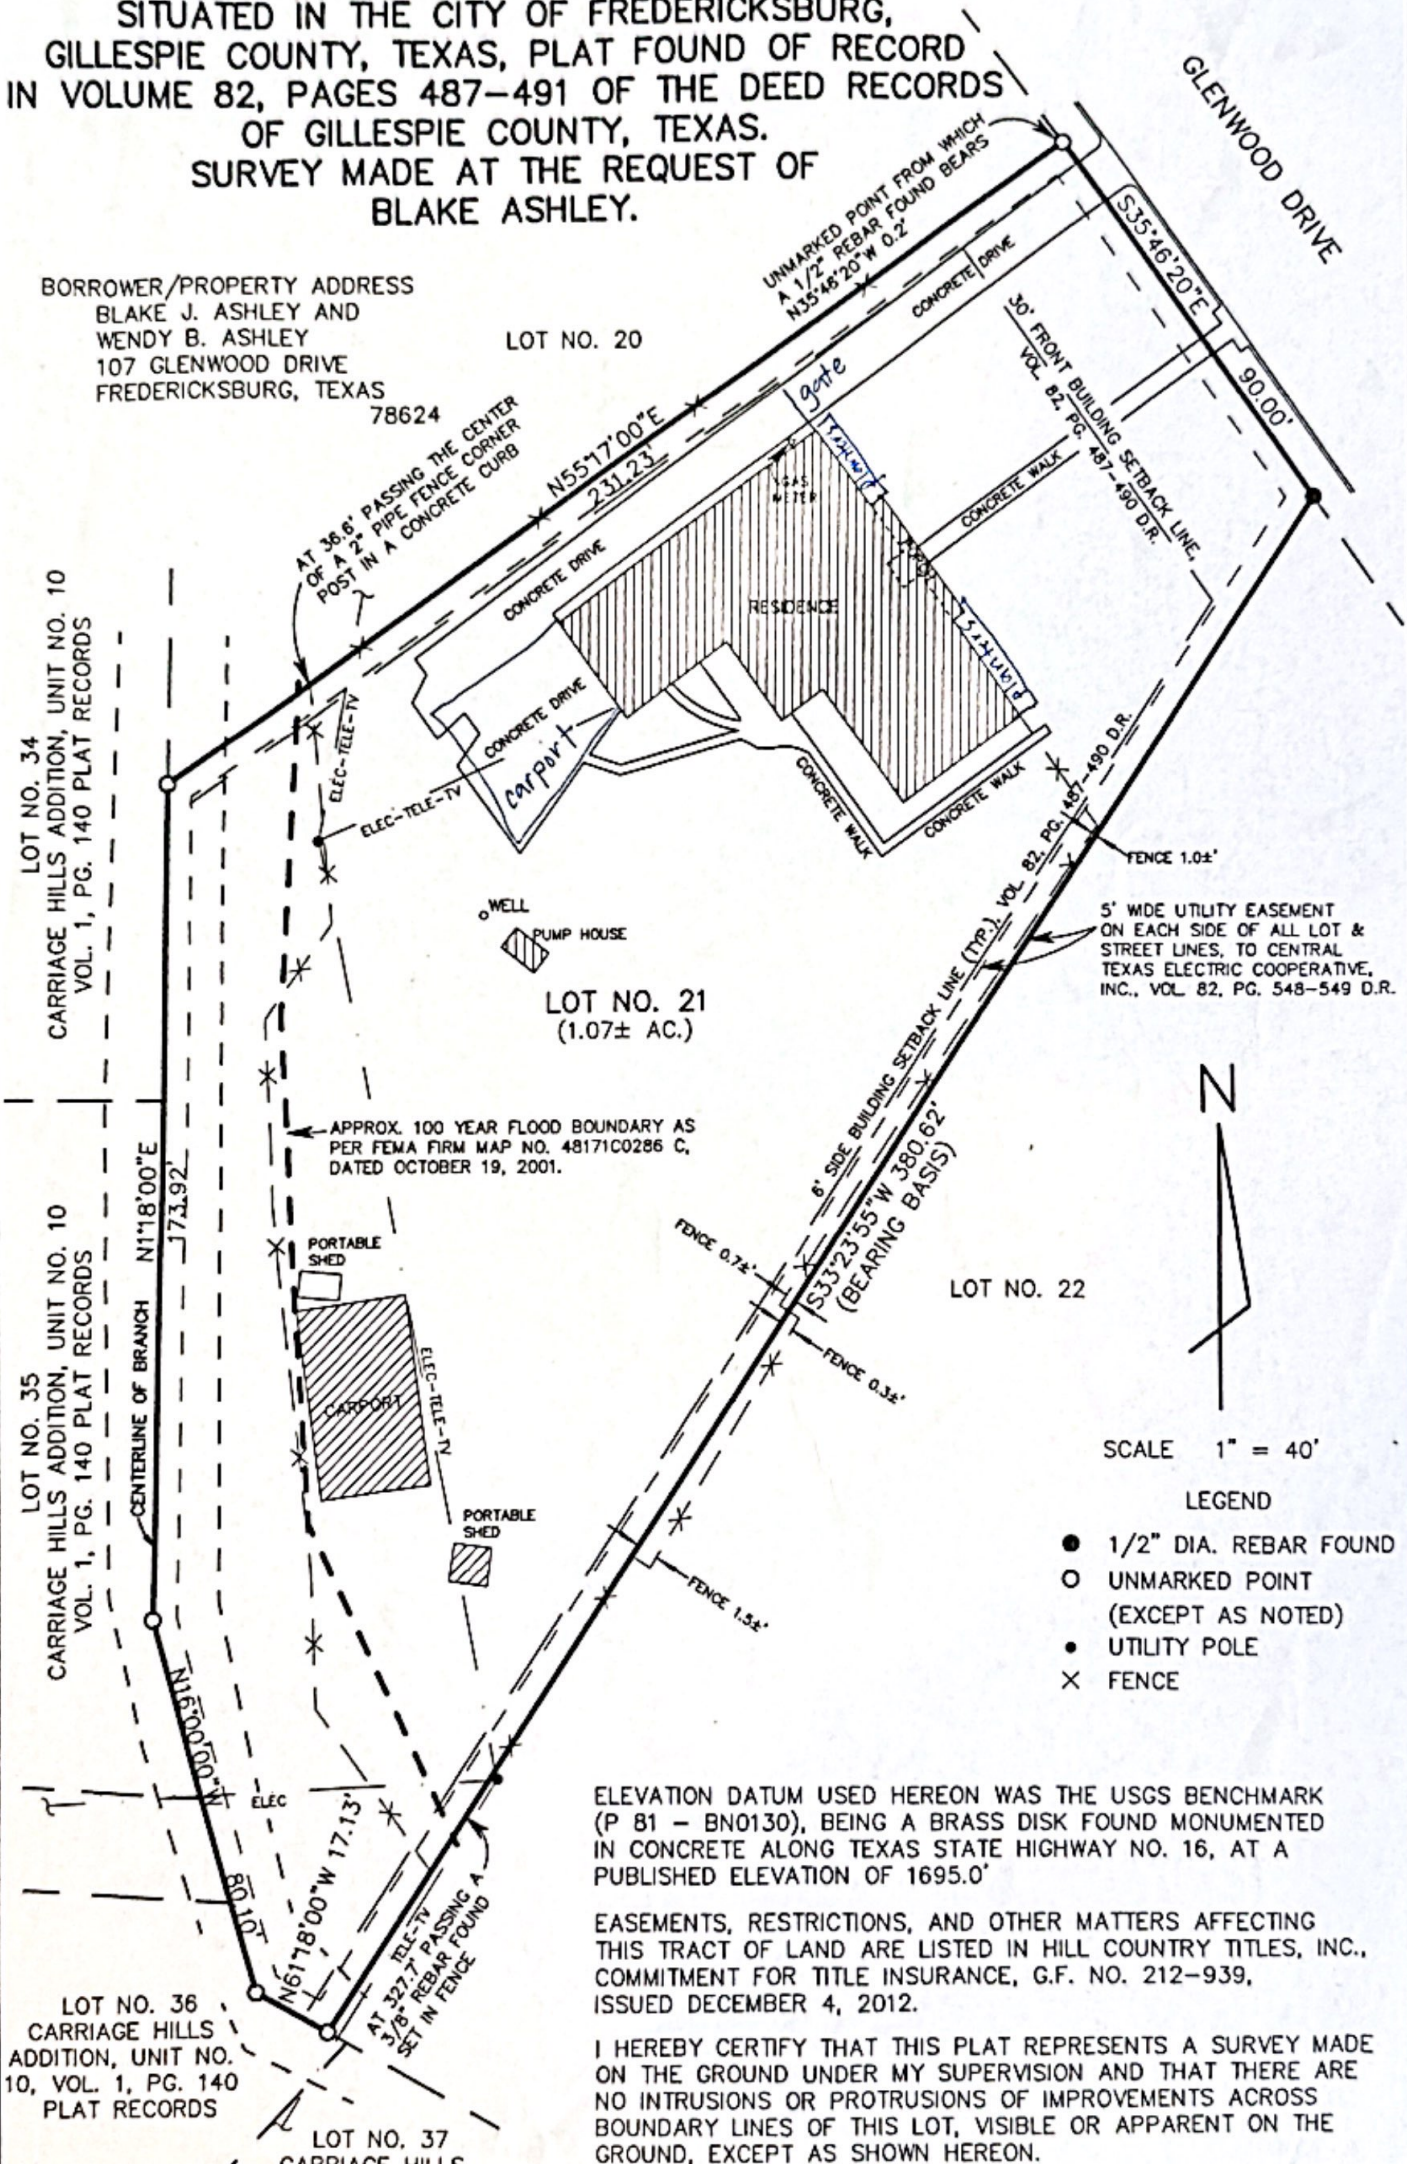 SITUATED IN THE CITY OF FREDERICKSBURG,
GILLESPIE COUNTY, TEXAS, PLAT FOUND OF RECORD
IN VOLUME 82, PAGES 487-491 OF THE DEED RECORDS
OF GILLESPIE COUNTY, TEXAS.
SURVEY MADE AT THE REQUEST OF
BLAKE ASHLEY.
GLENWOOD DRIVE
UNMARKED POINT FROM WHICH
A 1/2" REBAR FOUND BEARS
N35°46'20"W 0.2'
BORROWER/PROPERTY ADDRESS
BLAKE J. ASHLEY AND
WENDY B. ASHLEY
107 GLENWOOD DRIVE
FREDERICKSBURG, TEXAS
78624
LOT NO. 20
S35°46'20"E
90.00'
CONCRETE DRIVE
30' FRONT BUILDING SETBACK LINE,
VOL. 82, PG. 487-490 D.R.
gate
AT 36.6' PASSING THE CENTER
OF A 2" PIPE FENCE CORNER
POST IN A CONCRETE CURB
N55°17'00"E
231.23'
GAS
METER
CONCRETE WALK
CONCRETE DRIVE
RESIDENCE
LOT NO. 34
CARRIAGE HILLS ADDITION, UNIT NO. 10
VOL. 1, PG. 140 PLAT RECORDS
ELEC-TELE-TV
CONCRETE DRIVE
carport
ELEC-TELE-TV
CONCRETE WALK
CONCRETE WALK
FENCE 1.0±'
WELL
PUMP HOUSE
LOT NO. 21
(1.07± AC.)
5' WIDE UTILITY EASEMENT
ON EACH SIDE OF ALL LOT &
STREET LINES, TO CENTRAL
TEXAS ELECTRIC COOPERATIVE,
INC., VOL. 82, PG. 548-549 D.R.
6' SIDE BUILDING SETBACK LINE (TYP.), VOL. 82, PG. 487-490 D.R.
N
APPROX. 100 YEAR FLOOD BOUNDARY AS
PER FEMA FIRM MAP NO. 48171C0286 C,
DATED OCTOBER 19, 2001.
N1°18'00"E
173.92'
CENTERLINE OF BRANCH
S33°23'55"W 380.62'
(BEARING BASIS)
LOT NO. 35
CARRIAGE HILLS ADDITION, UNIT NO. 10
VOL. 1, PG. 140 PLAT RECORDS
PORTABLE
SHED
FENCE 0.7±'
LOT NO. 22
CARPORT
ELEC-TELE-TV
FENCE 0.3±'
SCALE 1" = 40'
LEGEND
1/2" DIA. REBAR FOUND
UNMARKED POINT
(EXCEPT AS NOTED)
UTILITY POLE
FENCE
PORTABLE
SHED
FENCE 1.5±'
N16°00'00"W
80.10'
ELEC
N61°18'00"W 17.13'
TELE-TV
AT 327.7' PASSING A
3/8" REBAR FOUND
SET IN FENCE
ELEVATION DATUM USED HEREON WAS THE USGS BENCHMARK
(P 81 - BN0130), BEING A BRASS DISK FOUND MONUMENTED
IN CONCRETE ALONG TEXAS STATE HIGHWAY NO. 16, AT A
PUBLISHED ELEVATION OF 1695.0'
EASEMENTS, RESTRICTIONS, AND OTHER MATTERS AFFECTING
THIS TRACT OF LAND ARE LISTED IN HILL COUNTRY TITLES, INC.,
COMMITMENT FOR TITLE INSURANCE, G.F. NO. 212-939,
ISSUED DECEMBER 4, 2012.
I HEREBY CERTIFY THAT THIS PLAT REPRESENTS A SURVEY MADE
ON THE GROUND UNDER MY SUPERVISION AND THAT THERE ARE
NO INTRUSIONS OR PROTRUSIONS OF IMPROVEMENTS ACROSS
BOUNDARY LINES OF THIS LOT, VISIBLE OR APPARENT ON THE
GROUND, EXCEPT AS SHOWN HEREON.
LOT NO. 36
CARRIAGE HILLS
ADDITION, UNIT NO.
10, VOL. 1, PG. 140
PLAT RECORDS
LOT NO. 37
CARRIAGE HILLS